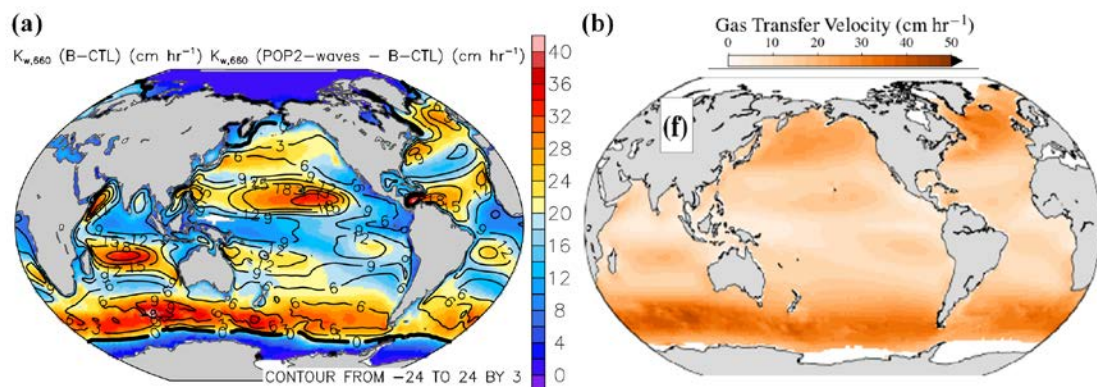 (a)
K_w,660 (B-CTL) (cm hr⁻¹) K_w,660 (POP2-waves - B-CTL) (cm hr⁻¹)
40
36
32
28
24
20
16
12
8
4
0
CONTOUR FROM -24 TO 24 BY 3
(b)
Gas Transfer Velocity (cm hr⁻¹)
0 10 20 30 40 50
(f)